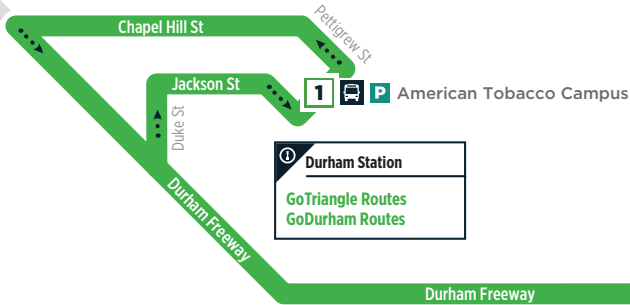 Chapel Hill St
Pettigrew St
Jackson St
Duke St
1 P American Tobacco Campus
Durham Station
GoTriangle Routes
GoDurham Routes
Durham Freeway
Durham Freeway